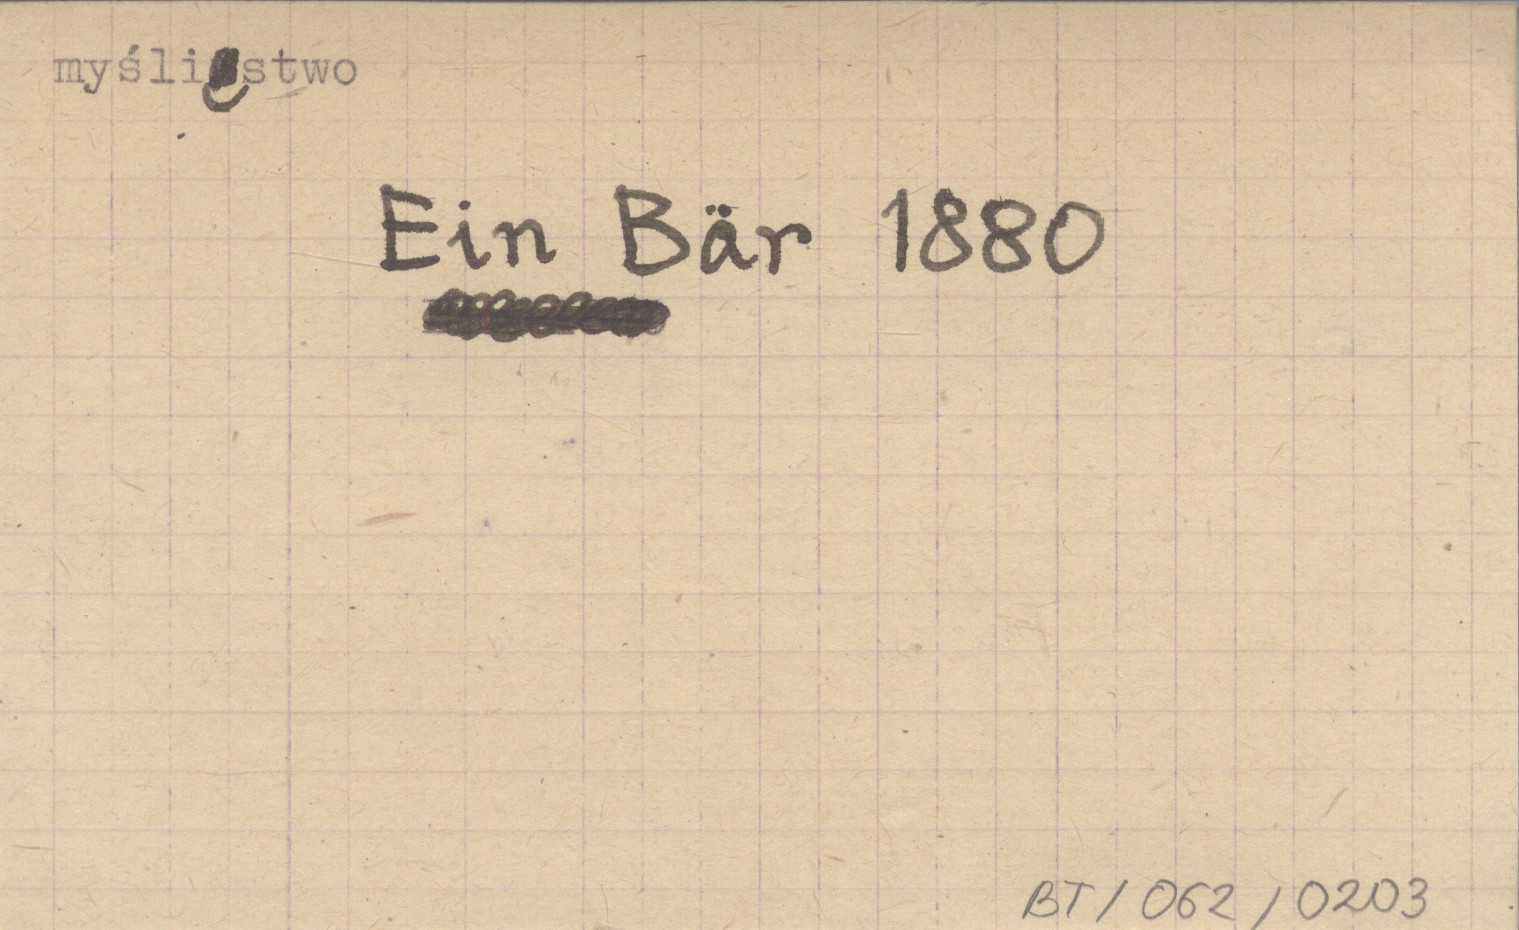 myślistwo
Ein Bär 1880
BT/062/0203